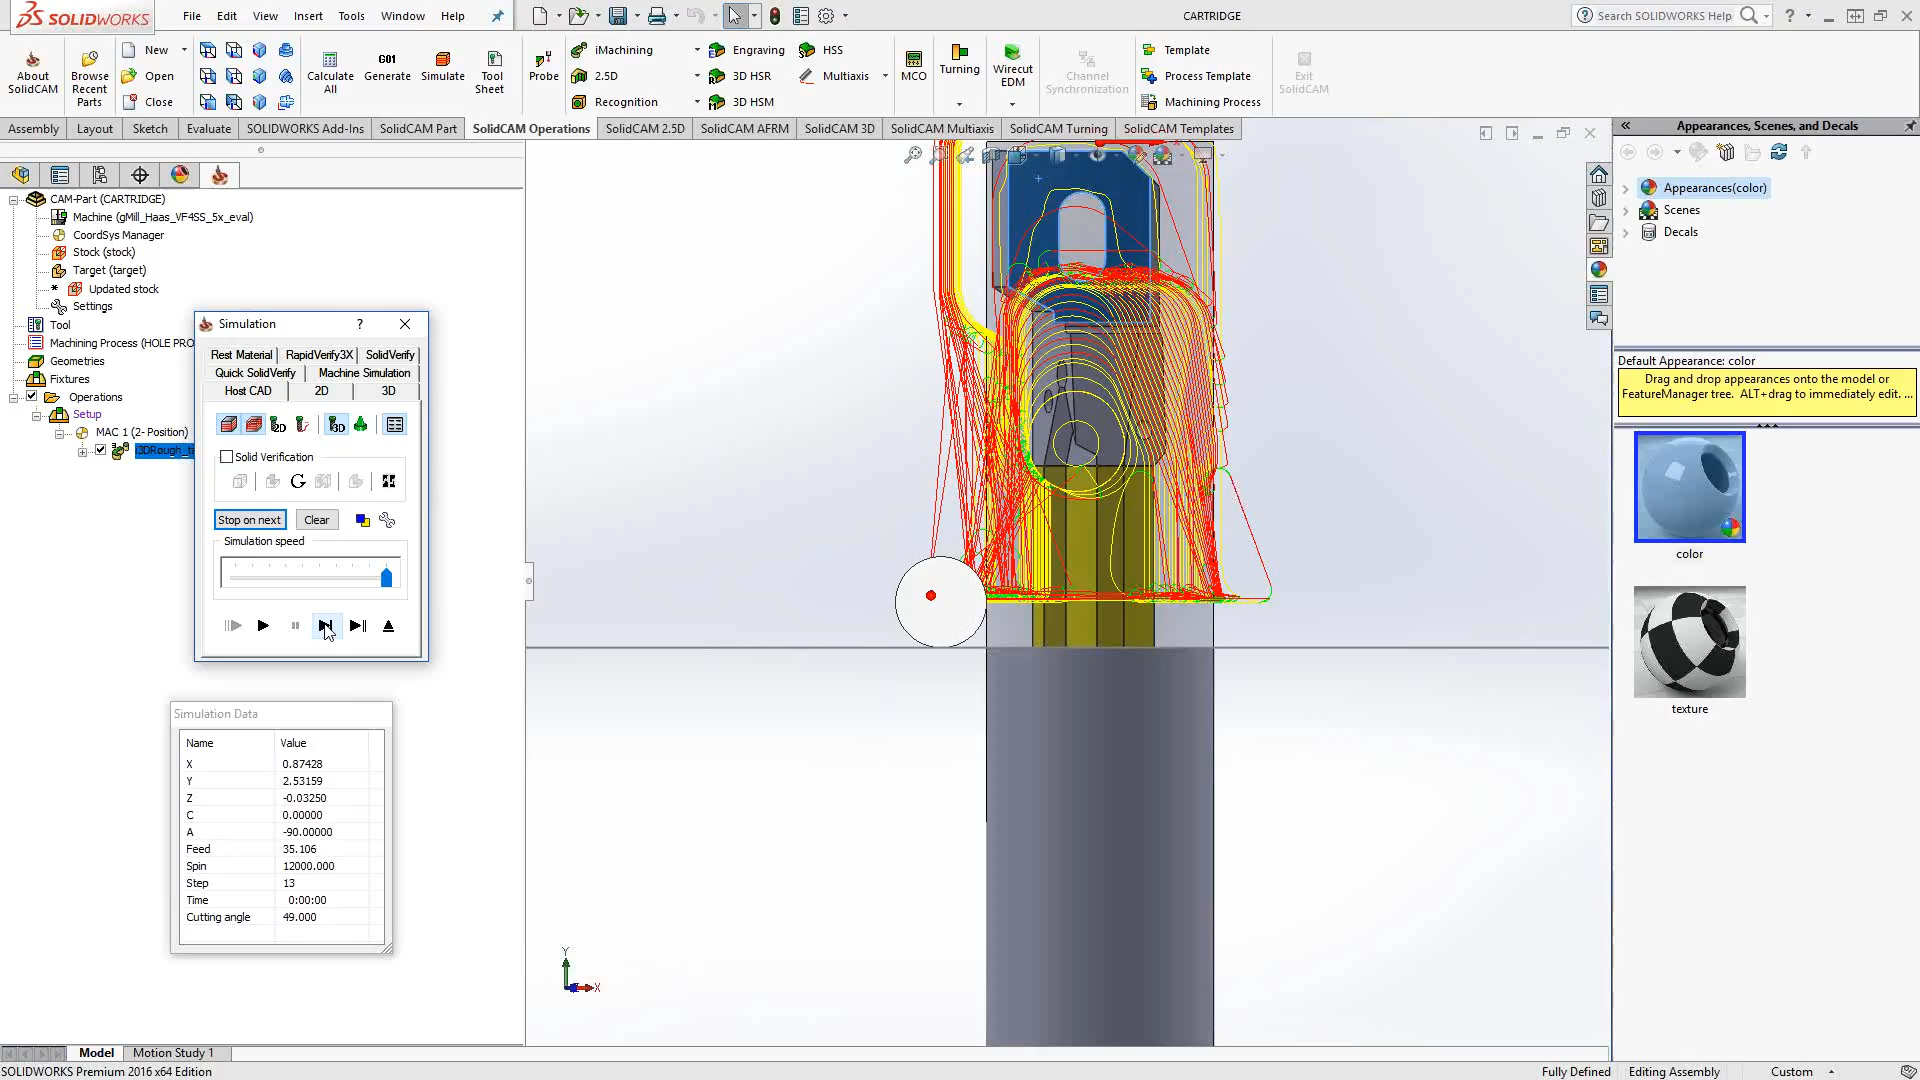 SOLIDWORKS
File Edit View Insert Tools Window Help
CARTRIDGE
Search SOLIDWORKS Help
About SolidCAM
Browse Recent Parts
New
Open
Close
Calculate All
G01
Generate
Simulate
Tool Sheet
Probe
iMachining
2.5D
Recognition
Engraving
3D HSR
3D HSM
HSS
Multiaxis
MCO
Turning
Wirecut EDM
Channel Synchronization
Template
Process Template
Machining Process
Exit SolidCAM
Assembly Layout Sketch Evaluate SOLIDWORKS Add-Ins SolidCAM Part SolidCAM Operations SolidCAM 2.5D SolidCAM AFRM SolidCAM 3D SolidCAM Multiaxis SolidCAM Turning SolidCAM Templates
CAM-Part (CARTRIDGE)
Machine (gMill_Haas_VF4SS_5x_eval)
CoordSys Manager
Stock (stock)
Target (target)
* Updated stock
Settings
Tool
Machining Process (HOLE PRO
Geometries
Fixtures
Operations
Setup
MAC 1 (2- Position)
i3DRough_ta
Simulation ?
Rest Material RapidVerify3X SolidVerify
Quick SolidVerify Machine Simulation
Host CAD 2D 3D
2D 3D
Solid Verification
Stop on next Clear
Simulation speed
Simulation Data
Name Value
X 0.87428
Y 2.53159
Z -0.03250
C 0.00000
A -90.00000
Feed 35.106
Spin 12000.000
Step 13
Time 0:00:00
Cutting angle 49.000
Y
X
Appearances, Scenes, and Decals
Appearances(color)
Scenes
Decals
Default Appearance: color
Drag and drop appearances onto the model or
FeatureManager tree. ALT+drag to immediately edit. ...
color
texture
Model Motion Study 1
SOLIDWORKS Premium 2016 x64 Edition
Fully Defined Editing Assembly Custom